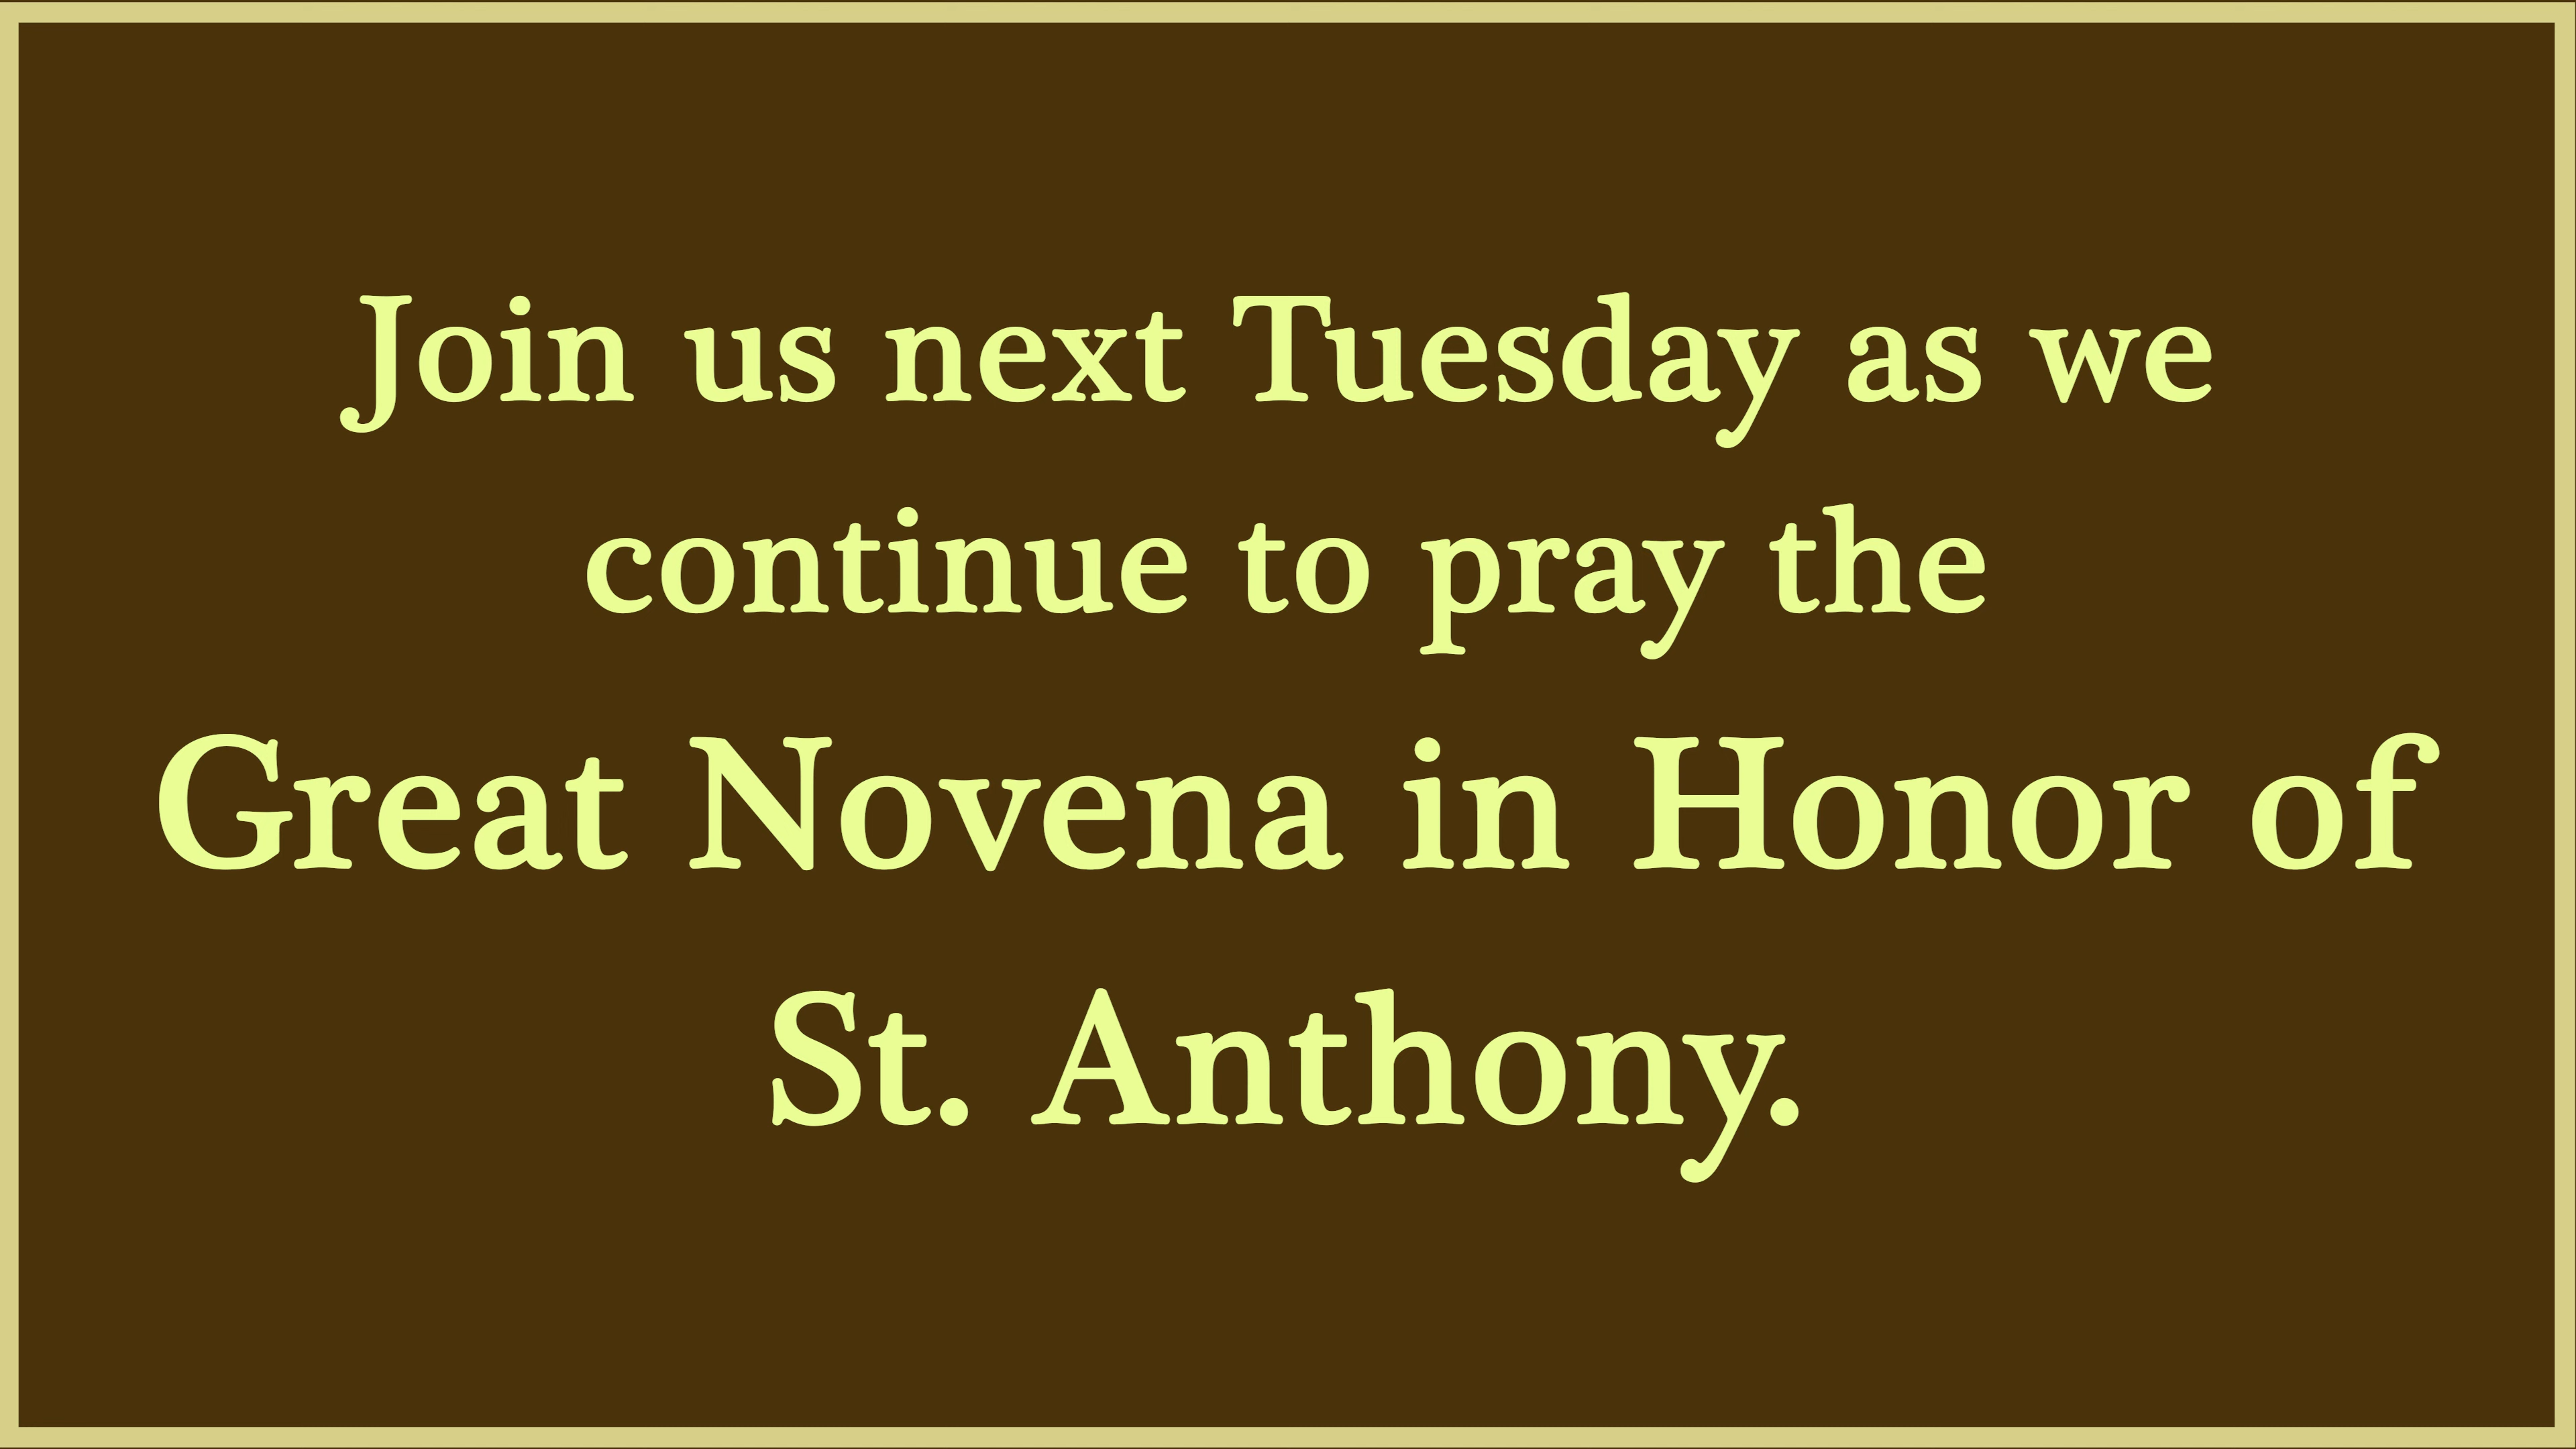 Join us next Tuesday as we
continue to pray the
Great Novena in Honor of
St. Anthony.